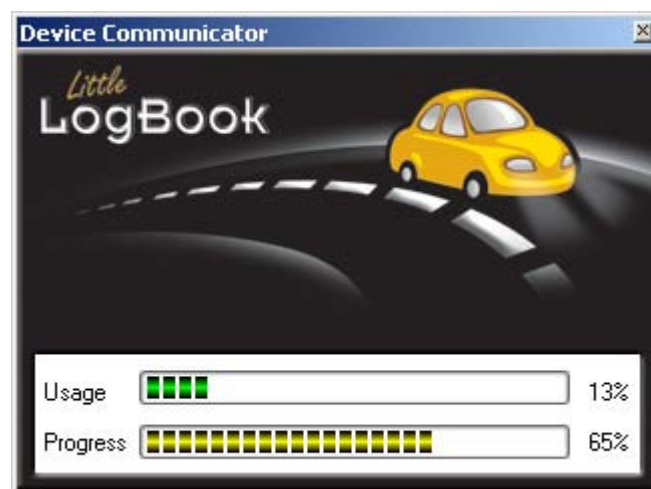 Device Communicator
Little
LogBook
Usage 13%
Progress 65%